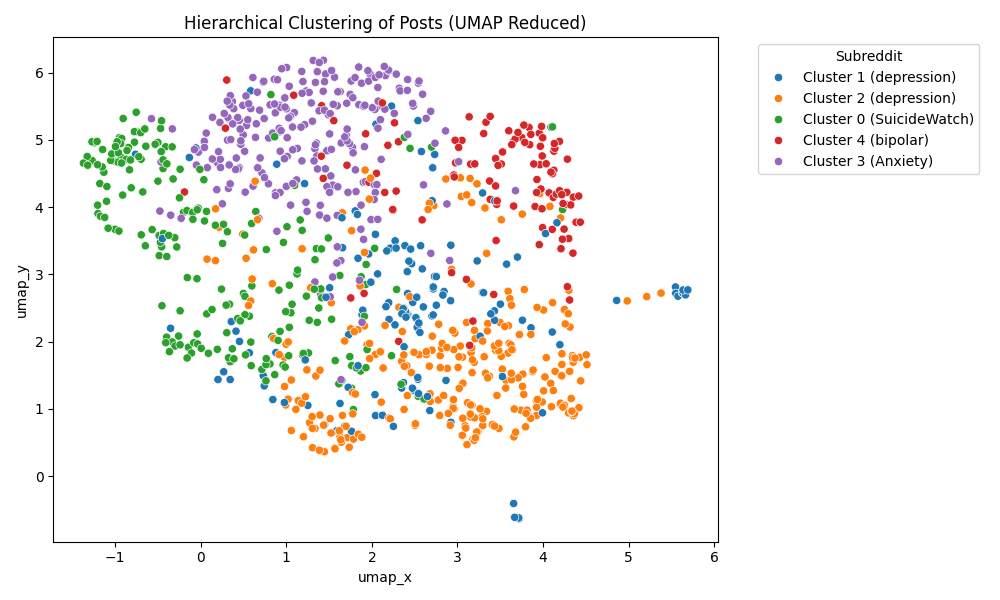 Hierarchical Clustering of Posts (UMAP Reduced)
Subreddit
Cluster 1 (depression)
Cluster 2 (depression)
Cluster 0 (SuicideWatch)
Cluster 4 (bipolar)
Cluster 3 (Anxiety)
umap_y
6
5
4
3
2
1
0
−1 0 1 2 3 4 5 6
umap_x